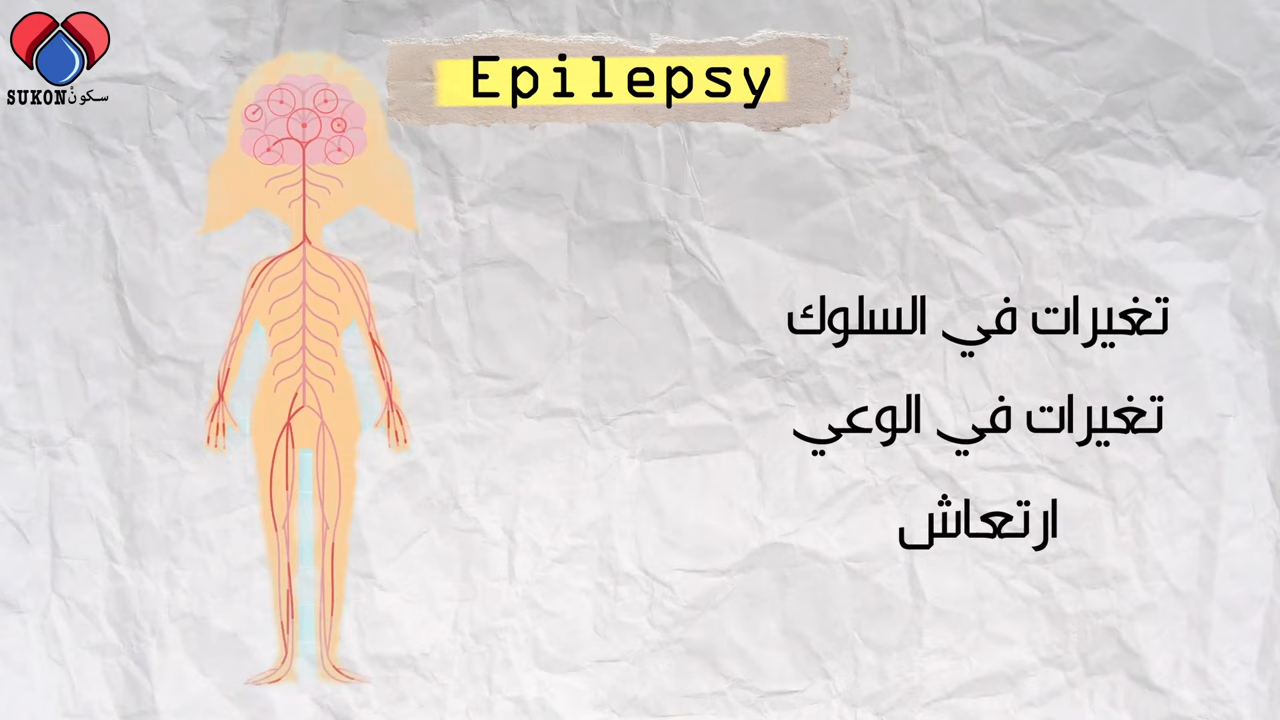 SUKON سكون
Epilepsy
تغيرات في السلوك
تغيرات في الوعي
ارتعاش